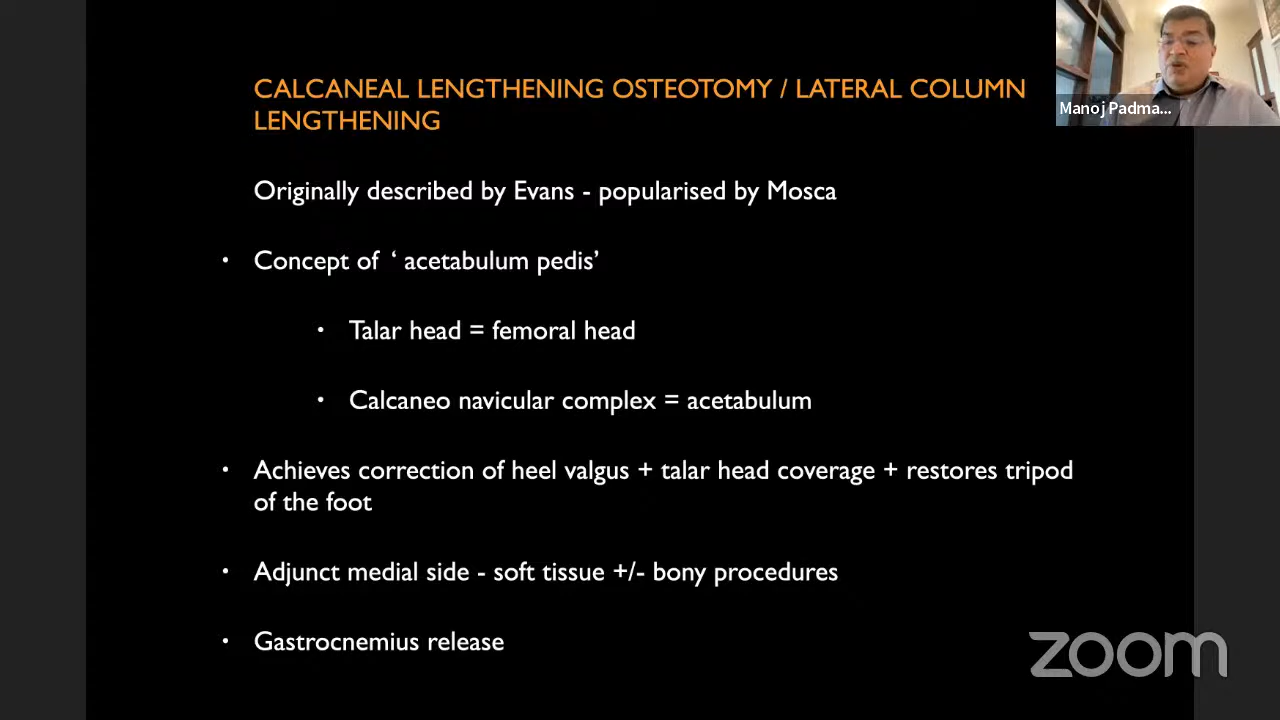 CALCANEAL LENGTHENING OSTEOTOMY / LATERAL COLUMN
LENGTHENING
Manoj Padma...
Originally described by Evans - popularised by Mosca
• Concept of ‘ acetabulum pedis’
• Talar head = femoral head
• Calcaneo navicular complex = acetabulum
• Achieves correction of heel valgus + talar head coverage + restores tripod
of the foot
• Adjunct medial side - soft tissue +/- bony procedures
• Gastrocnemius release
zoom